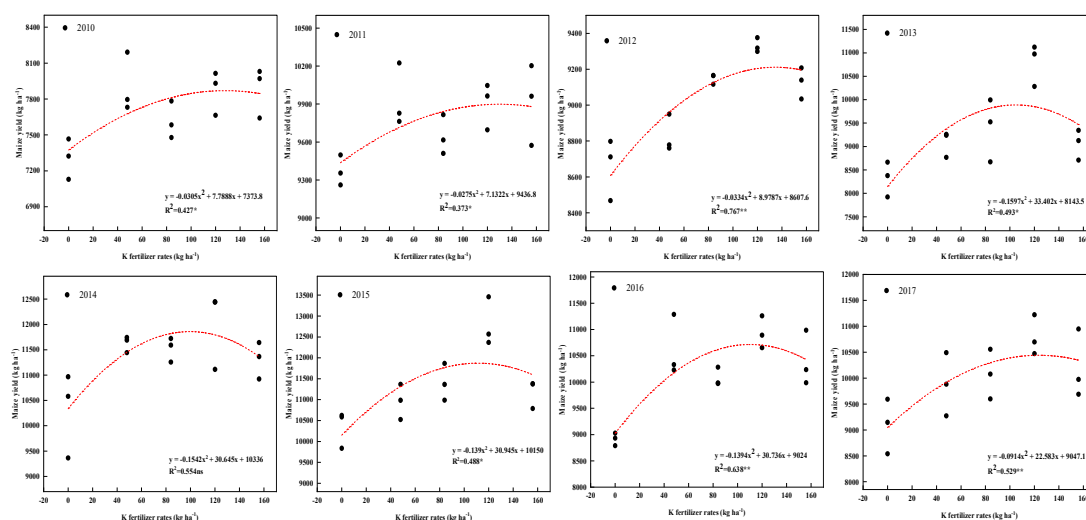 2010
Maize yield (kg ha⁻¹)
8400
8100
7800
7500
7200
6900
y = -0.0305x² + 7.7888x + 7373.8
R²=0.427*
-20 0 20 40 60 80 100 120 140 160
K fertilizer rates (kg ha⁻¹)
2011
Maize yield (kg ha⁻¹)
10500
10200
9900
9600
9300
9000
y = -0.0275x² + 7.1322x + 9436.8
R²=0.373*
-20 0 20 40 60 80 100 120 140 160
K fertilizer rates (kg ha⁻¹)
2012
Maize yield (kg ha⁻¹)
9400
9200
9000
8800
8600
8400
y = -0.0334x² + 8.9787x + 8607.6
R²=0.767**
-20 0 20 40 60 80 100 120 140 160
K fertilizer rates (kg ha⁻¹)
2013
Maize yield (kg ha⁻¹)
11500
11000
10500
10000
9500
9000
8500
8000
7500
y = -0.1597x² + 33.402x + 8143.5
R²=0.493*
-20 0 20 40 60 80 100 120 140 160
K fertilizer rates (kg ha⁻¹)
2014
Maize yield (kg ha⁻¹)
12500
12000
11500
11000
10500
10000
9500
9000
y = -0.1542x² + 30.645x + 10336
R²=0.554ns
-20 0 20 40 60 80 100 120 140 160
K fertilizer rates (kg ha⁻¹)
2015
Maize yield (kg ha⁻¹)
13500
13000
12500
12000
11500
11000
10500
10000
9500
9000
y = -0.139x² + 30.945x + 10150
R²=0.488*
-20 0 20 40 60 80 100 120 140 160
K fertilizer rates (kg ha⁻¹)
2016
Maize yield (kg ha⁻¹)
12000
11500
11000
10500
10000
9500
9000
8500
8000
y = -0.1394x² + 30.736x + 9024
R²=0.638**
-20 0 20 40 60 80 100 120 140 160
K fertilizer rates (kg ha⁻¹)
2017
Maize yield (kg ha⁻¹)
12000
11500
11000
10500
10000
9500
9000
8500
8000
y = -0.0914x² + 22.583x + 9047.1
R²=0.529**
-20 0 20 40 60 80 100 120 140 160
K fertilizer rates (kg ha⁻¹)